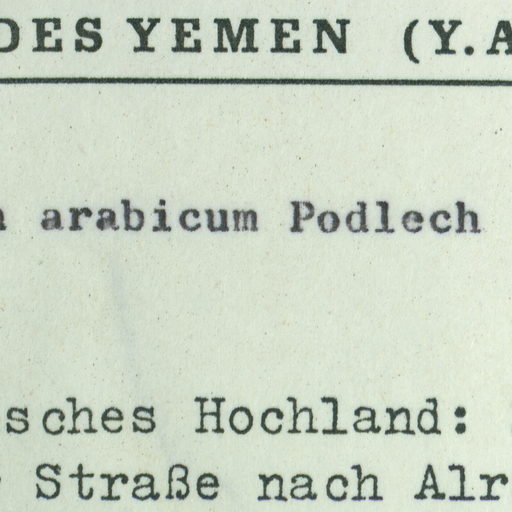 DES YEMEN (Y.A
arabicum Podlech
sches Hochland:
Straße nach Alr